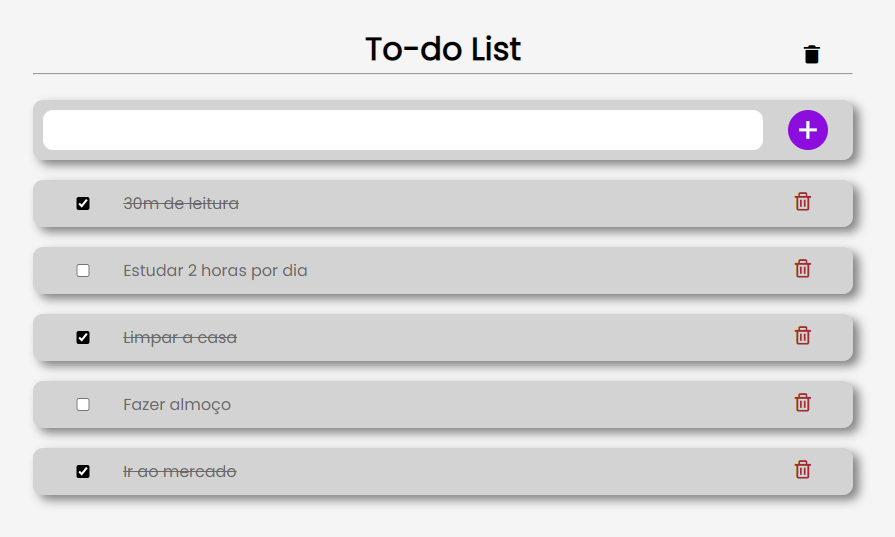 To-do List
30m de leitura
Estudar 2 horas por dia
Limpar a casa
Fazer almoço
Ir ao mercado